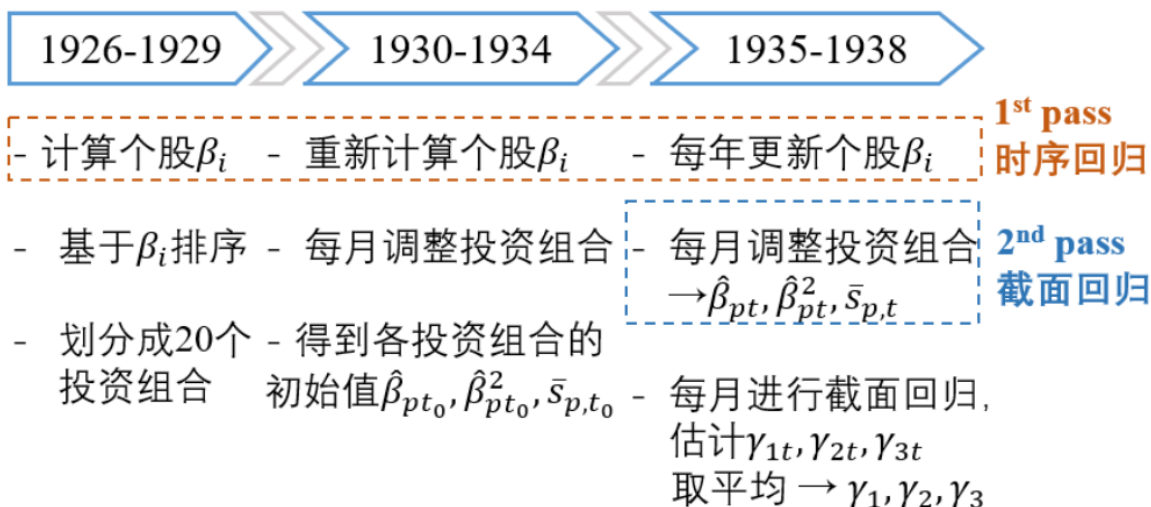 1926-1929 1930-1934 1935-1938
1st pass
时序回归
- 计算个股βᵢ - 重新计算个股βᵢ - 每年更新个股βᵢ
- 基于βᵢ排序 - 每月调整投资组合 - 每月调整投资组合
→β̂ₚₜ, β̂²ₚₜ, s̄ₚ,ₜ
2nd pass
截面回归
- 划分成20个
投资组合
- 得到各投资组合的
初始值β̂ₚₜ₀, β̂²ₚₜ₀, s̄ₚ,ₜ₀
- 每月进行截面回归,
估计γ₁ₜ, γ₂ₜ, γ₃ₜ
取平均 → γ₁, γ₂, γ₃